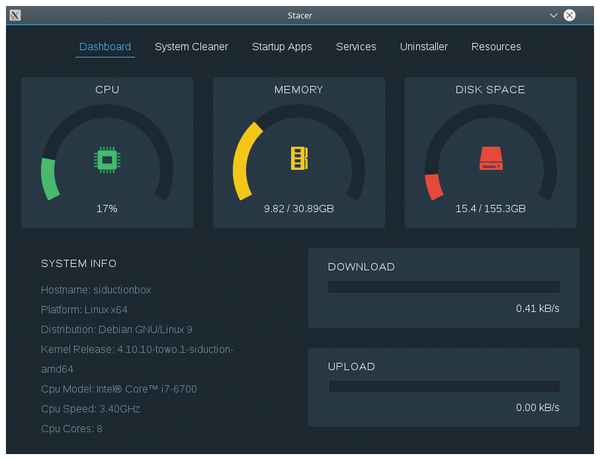 Stacer
Dashboard System Cleaner Startup Apps Services Uninstaller Resources
CPU
17%
MEMORY
9.82 / 30.89GB
DISK SPACE
15.4 / 155.3GB
SYSTEM INFO
Hostname: siductionbox
Platform: Linux x64
Distribution: Debian GNU/Linux 9
Kernel Release: 4.10.10-towo.1-siduction-
amd64
Cpu Model: Intel® Core™ i7-6700
Cpu Speed: 3.40GHz
Cpu Cores: 8
DOWNLOAD
0.41 kB/s
UPLOAD
0.00 kB/s